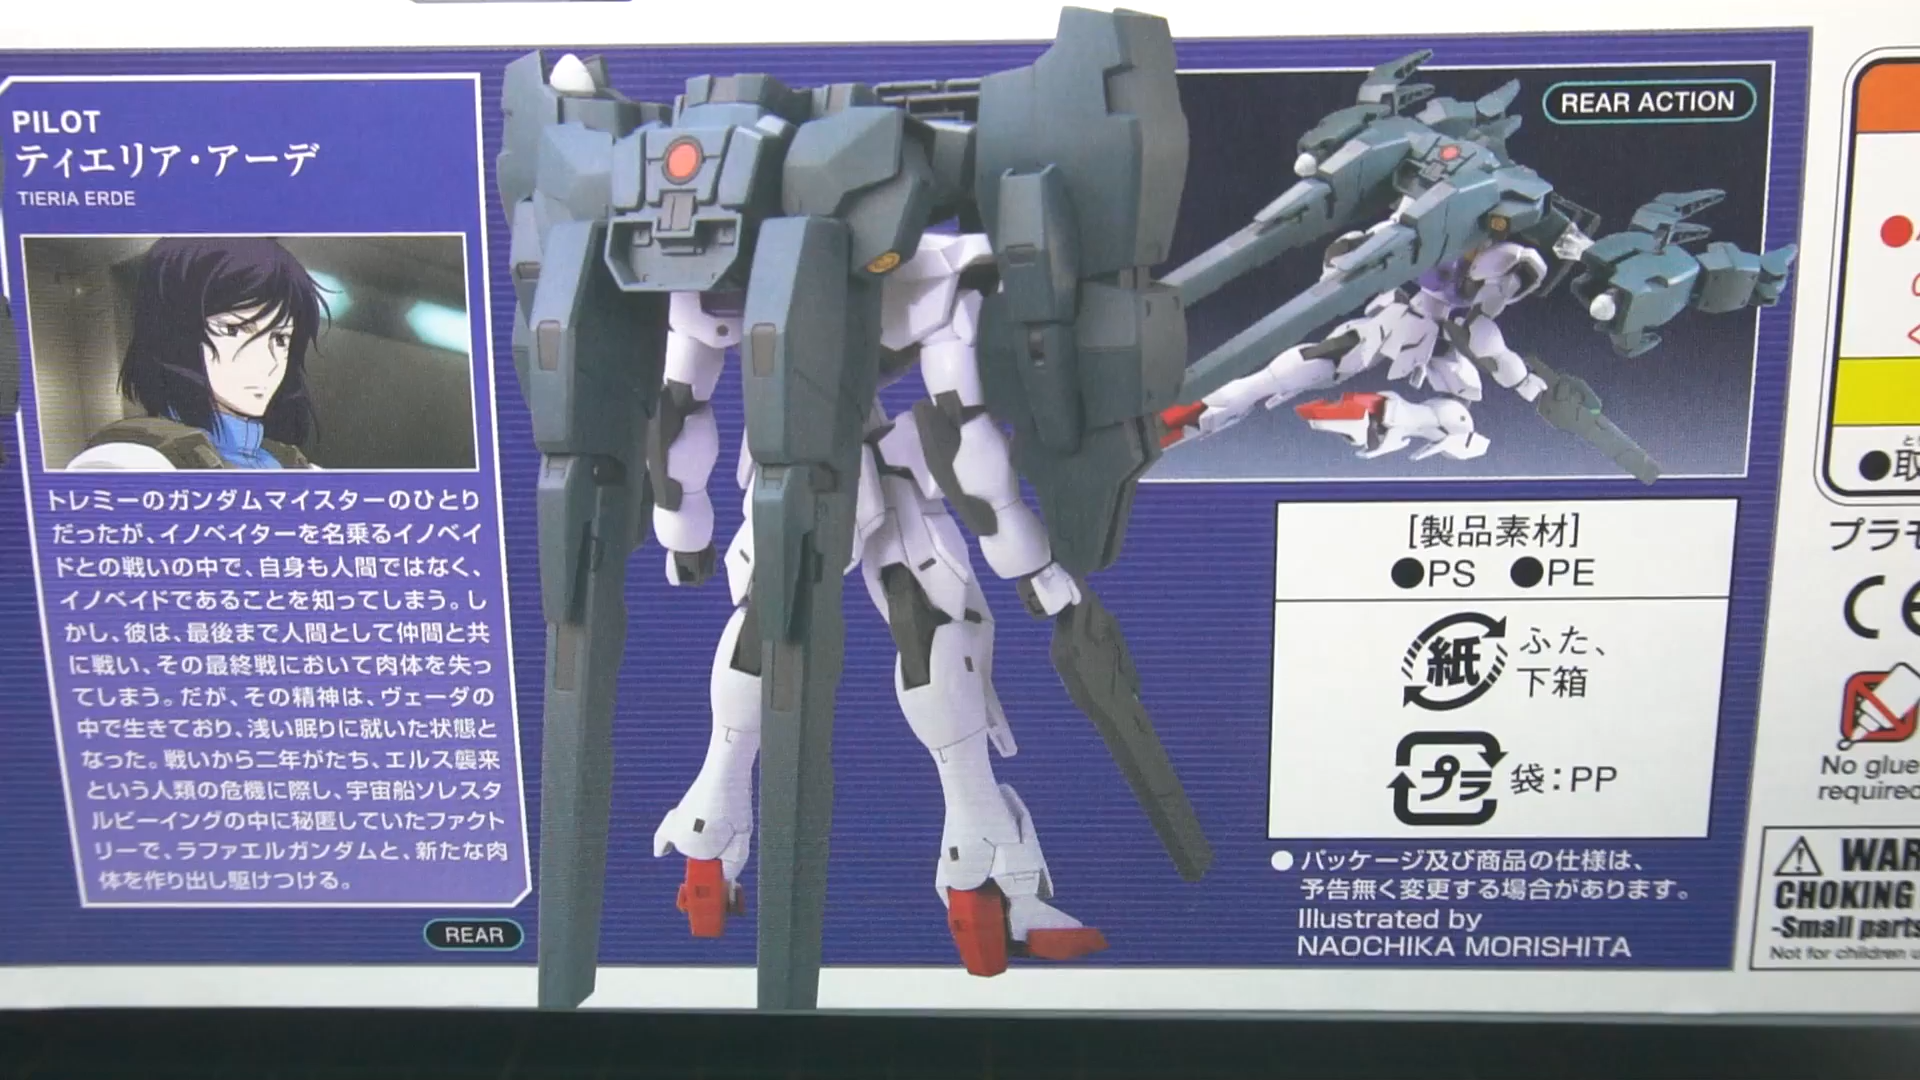 PILOT
ティエリア・アーデ
TIERIA ERDE
トレミーのガンダムマイスターのひとり
だったが、イノベイターを名乗るイノベイ
ドとの戦いの中で、自身も人間ではなく、
イノベイドであることを知ってしまう。し
かし、彼は、最後まで人間として仲間と共
に戦い、その最終戦において肉体を失っ
てしまう。だが、その精神は、ヴェーダの
中で生きており、浅い眠りに就いた状態と
なった。戦いから二年がたち、エルス襲来
という人類の危機に際し、宇宙船ソレスタ
ルビーイングの中に秘匿していたファクト
リーで、ラファエルガンダムと、新たな肉
体を作り出し駆けつける。
REAR
REAR ACTION
[製品素材]
●PS ●PE
紙 ふた、
下箱
プラ 袋：PP
●パッケージ及び商品の仕様は、
予告無く変更する場合があります。
Illustrated by
NAOCHIKA MORISHITA
●取
プラモ
CE
No glue
required
WAR
CHOKING
-Small parts
Not for children u